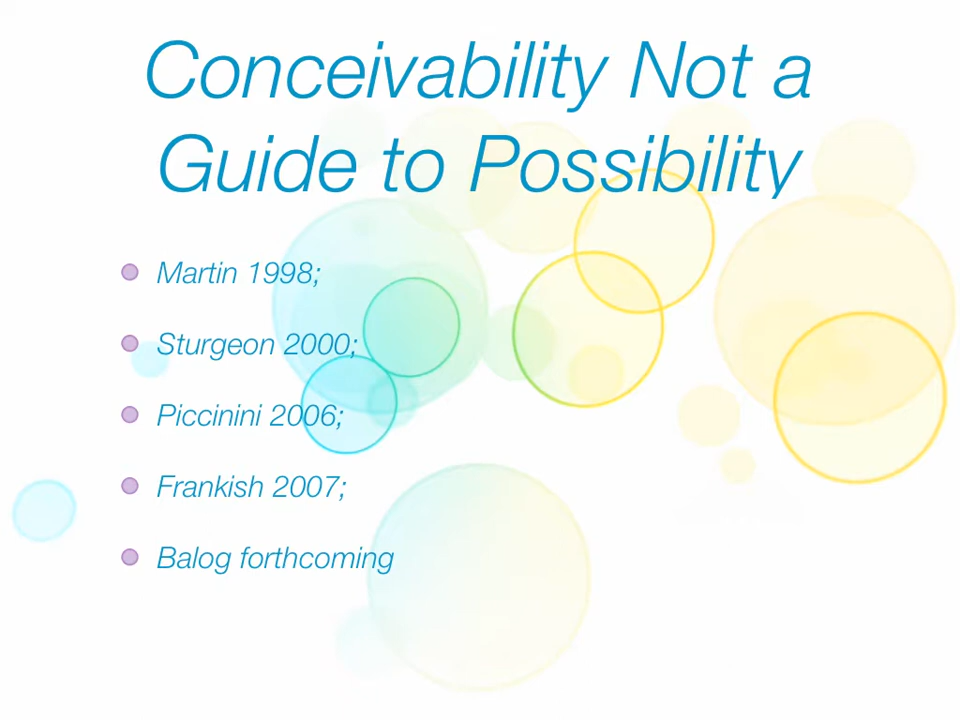 Conceivability Not a
Guide to Possibility
Martin 1998;
Sturgeon 2000;
Piccinini 2006;
Frankish 2007;
Balog forthcoming